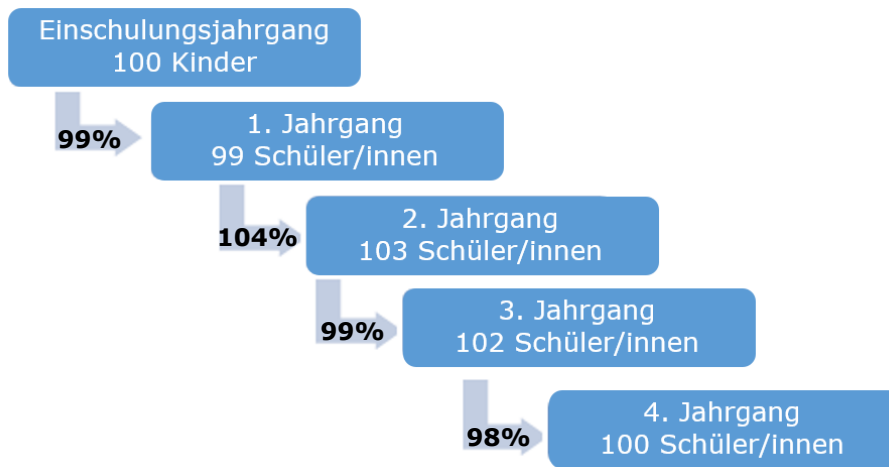 Einschulungsjahrgang
100 Kinder
99%
1. Jahrgang
99 Schüler/innen
104%
2. Jahrgang
103 Schüler/innen
99%
3. Jahrgang
102 Schüler/innen
98%
4. Jahrgang
100 Schüler/innen